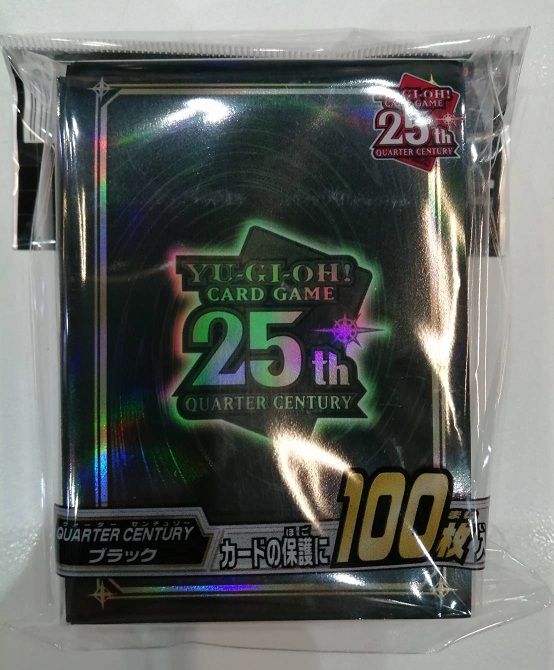 YU-GI-OH!
CARD GAME
25th
QUARTER CENTURY
YU-GI-OH!
CARD GAME
25th
QUARTER CENTURY
クォーター センチュリー
QUARTER CENTURY
ブラック
ほご
カードの保護に
100枚